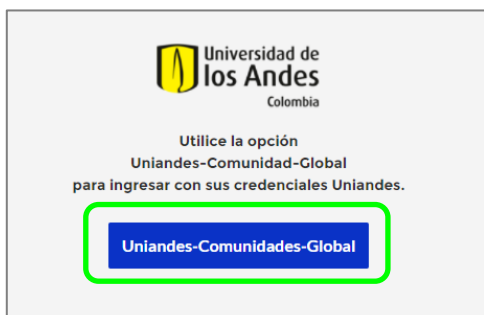 Universidad de
los Andes
Colombia
Utilice la opción
Uniandes-Comunidad-Global
para ingresar con sus credenciales Uniandes.
Uniandes-Comunidades-Global